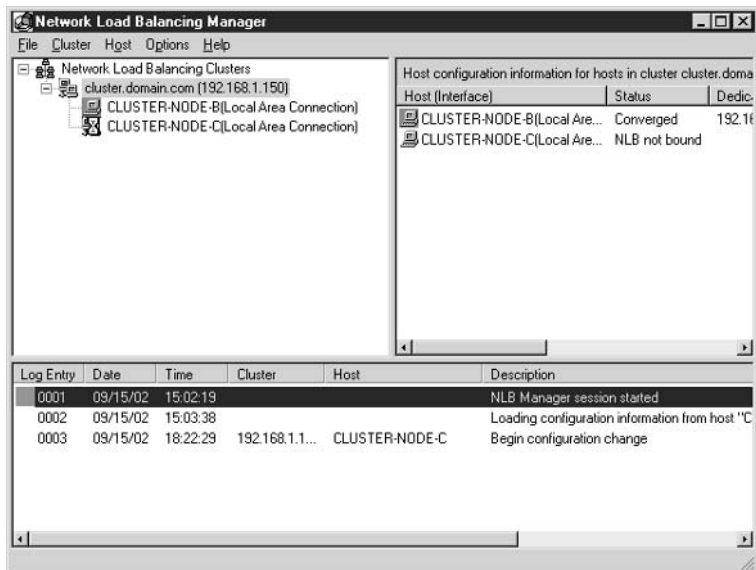 Network Load Balancing Manager
File Cluster Host Options Help
Network Load Balancing Clusters
cluster.domain.com (192.168.1.150)
CLUSTER-NODE-B(Local Area Connection)
CLUSTER-NODE-C(Local Area Connection)
Host configuration information for hosts in cluster cluster.doma
Host (Interface) Status Dedic
CLUSTER-NODE-B(Local Are... Converged 192.16
CLUSTER-NODE-C(Local Are... NLB not bound
Log Entry Date Time Cluster Host Description
0001 09/15/02 15:02:19 NLB Manager session started
0002 09/15/02 15:03:38 Loading configuration information from host "C
0003 09/15/02 18:22:29 192.168.1.1... CLUSTER-NODE-C Begin configuration change